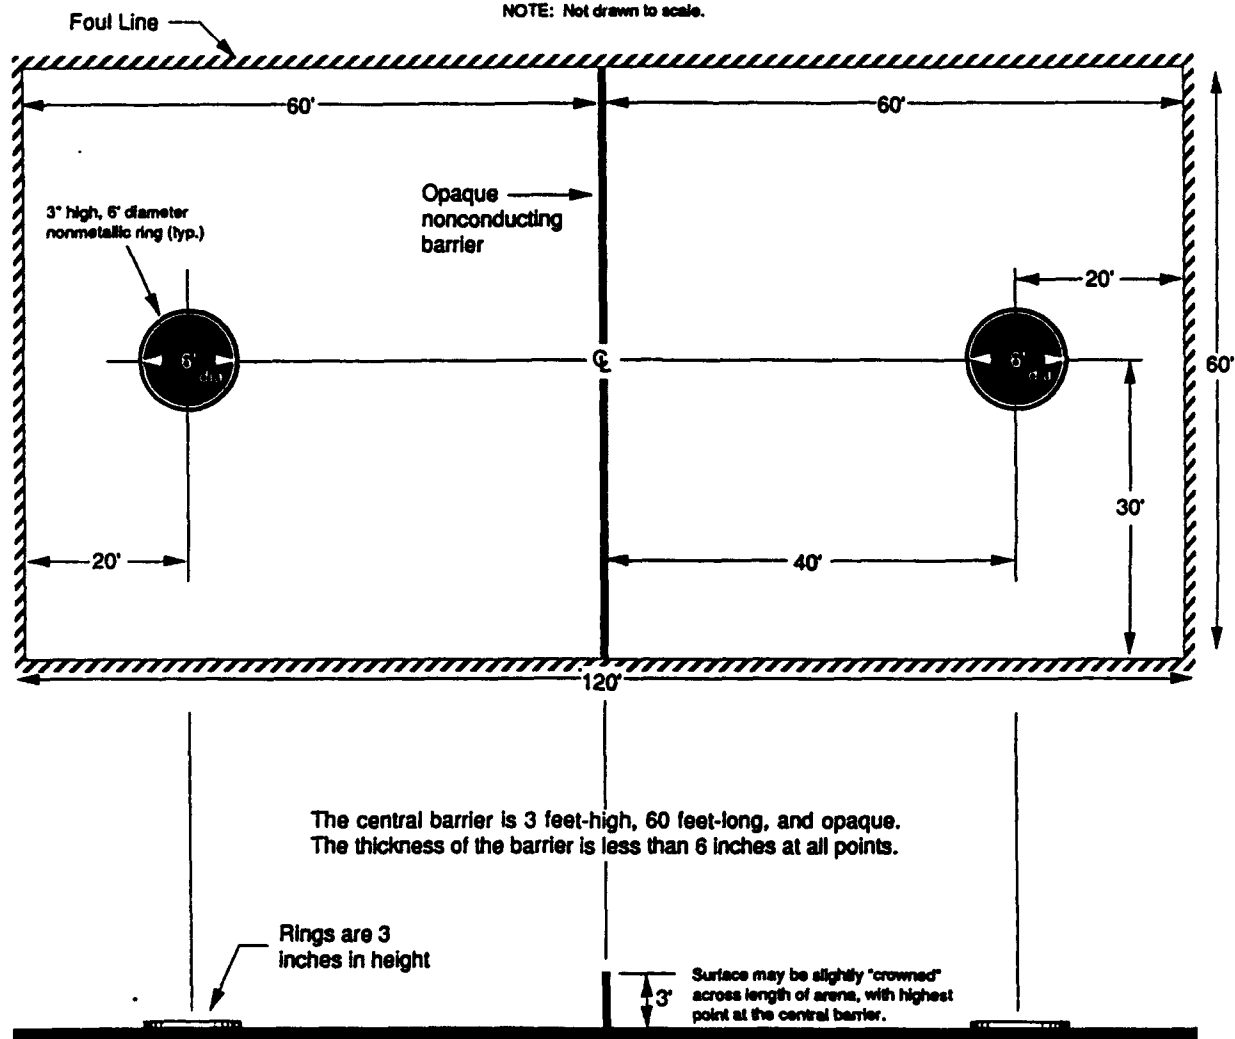 NOTE: Not drawn to scale.
Foul Line
60'
60'
Opaque
nonconducting
barrier
3" high, 6' diameter
nonmetallic ring (typ.)
20'
6'
dia.
℄
6'
dia.
60'
30'
20'
40'
120'
The central barrier is 3 feet-high, 60 feet-long, and opaque.
The thickness of the barrier is less than 6 inches at all points.
Rings are 3
inches in height
3'
Surface may be slightly "crowned"
across length of arena, with highest
point at the central barrier.